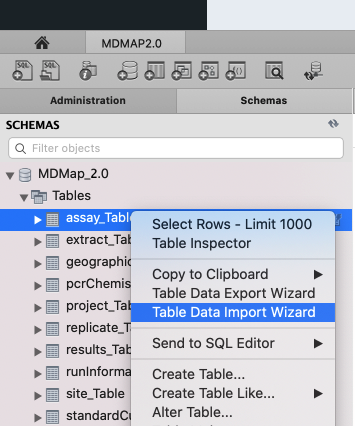 MDMAP2.0
SQL SQL
Administration Schemas
SCHEMAS
Filter objects
MDMap_2.0
Tables
assay_Table
Select Rows - Limit 1000
extract_Tab
Table Inspector
geographic
pcrChemis
Copy to Clipboard
project_Tab
Table Data Export Wizard
replicate_T
Table Data Import Wizard
results_Tab
Send to SQL Editor
runInforma
site_Table
Create Table...
standardCu
Create Table Like...
Alter Table...